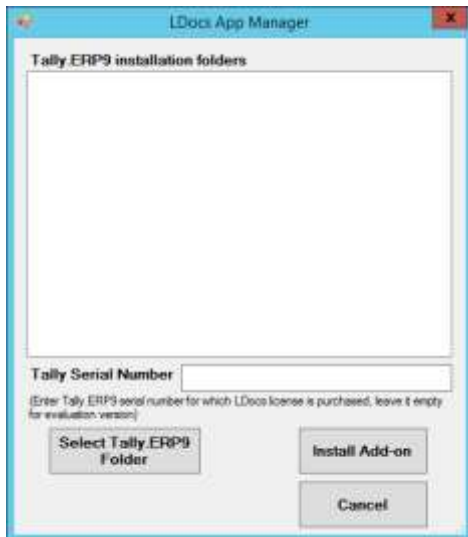 LDocs App Manager
x
Tally.ERP9 installation folders
Tally Serial Number
(Enter Tally ERP9 serial number for which LDocs license is purchased, leave it empty
for evaluation version)
Select Tally.ERP9
Folder
Install Add-on
Cancel